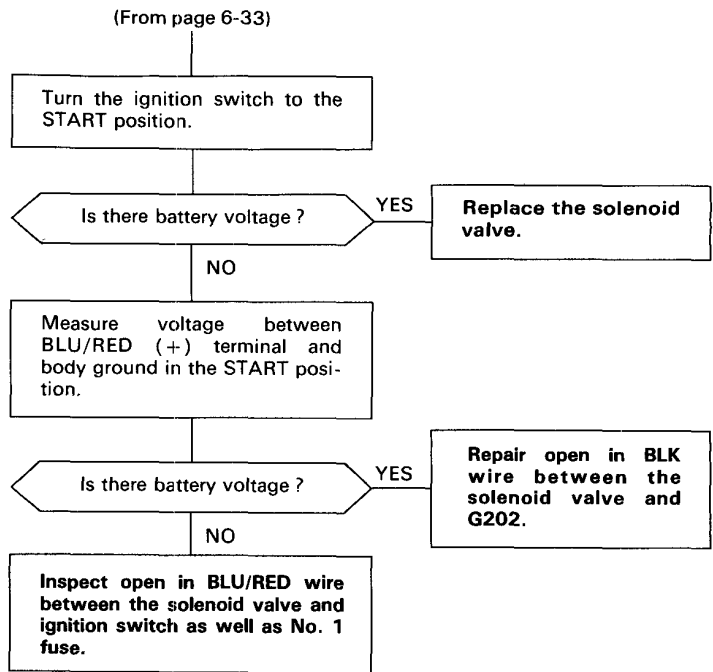 (From page 6-33)
Turn the ignition switch to the
START position.
Is there battery voltage ?
YES
Replace the solenoid
valve.
NO
Measure voltage between
BLU/RED (+) terminal and
body ground in the START posi-
tion.
Is there battery voltage ?
YES
Repair open in BLK
wire between the
solenoid valve and
G202.
NO
Inspect open in BLU/RED wire
between the solenoid valve and
ignition switch as well as No. 1
fuse.